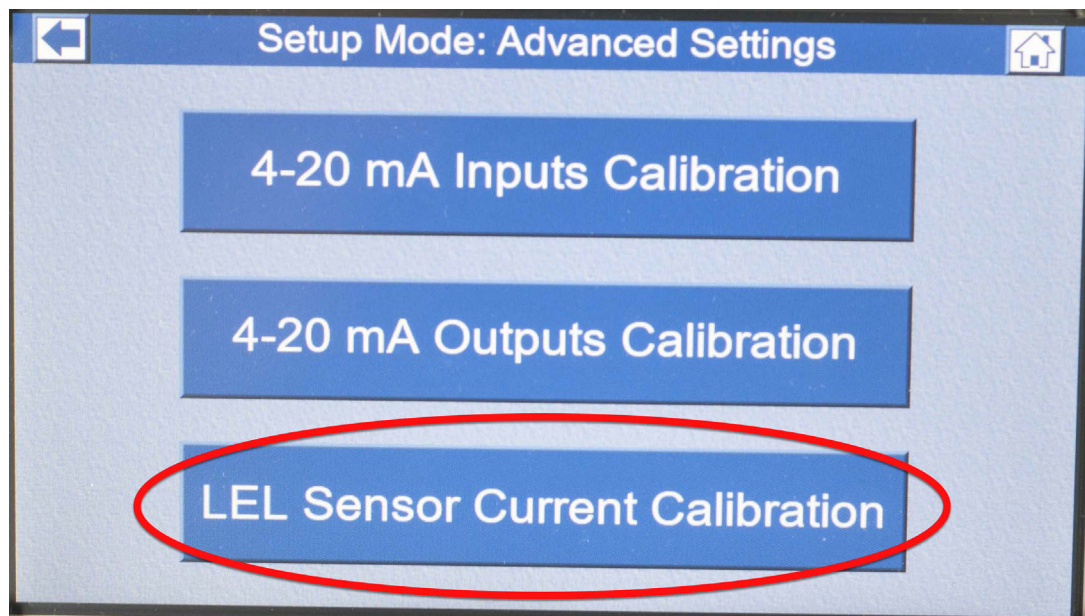 Setup Mode: Advanced Settings
4-20 mA Inputs Calibration
4-20 mA Outputs Calibration
LEL Sensor Current Calibration